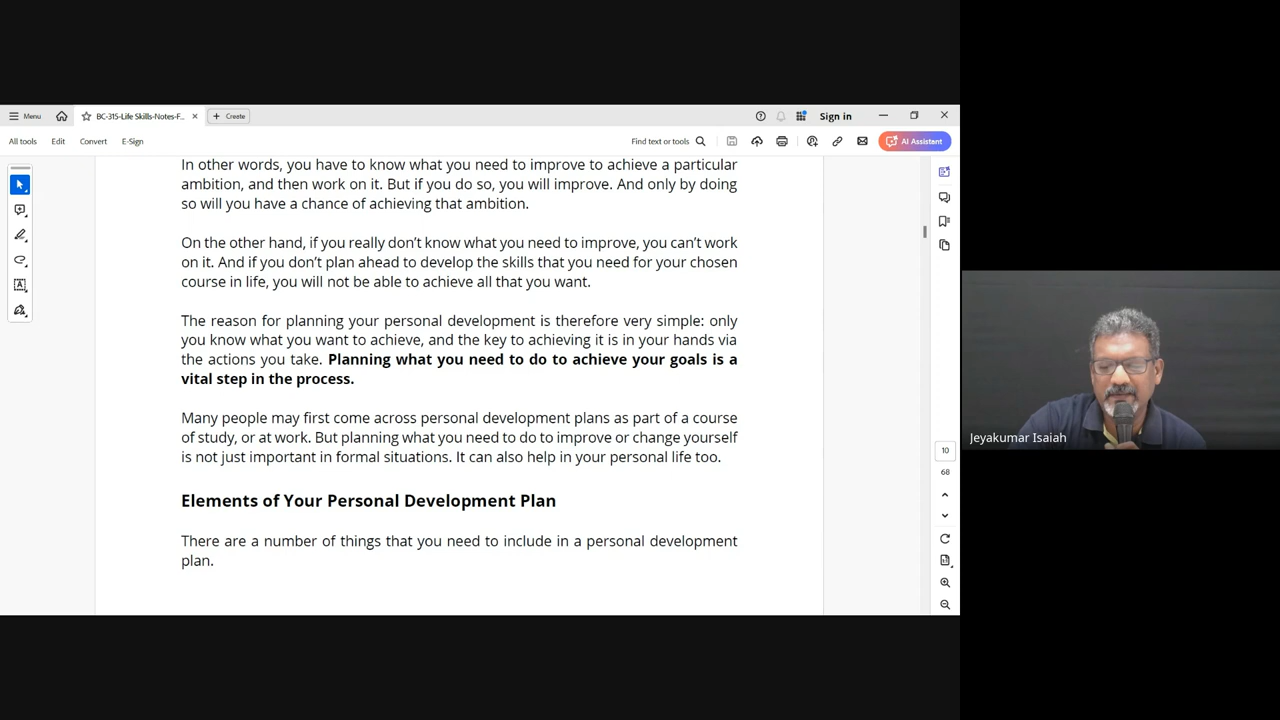 Menu
BC-315-Life Skills-Notes-F...
Create
Sign in
All tools
Edit
Convert
E-Sign
Find text or tools
AI Assistant
In other words, you have to know what you need to improve to achieve a particular
ambition, and then work on it. But if you do so, you will improve. And only by doing
so will you have a chance of achieving that ambition.
On the other hand, if you really don’t know what you need to improve, you can’t work
on it. And if you don’t plan ahead to develop the skills that you need for your chosen
course in life, you will not be able to achieve all that you want.
The reason for planning your personal development is therefore very simple: only
you know what you want to achieve, and the key to achieving it is in your hands via
the actions you take. Planning what you need to do to achieve your goals is a
vital step in the process.
Many people may first come across personal development plans as part of a course
of study, or at work. But planning what you need to do to improve or change yourself
is not just important in formal situations. It can also help in your personal life too.
Elements of Your Personal Development Plan
There are a number of things that you need to include in a personal development
plan.
10
68
Jeyakumar Isaiah